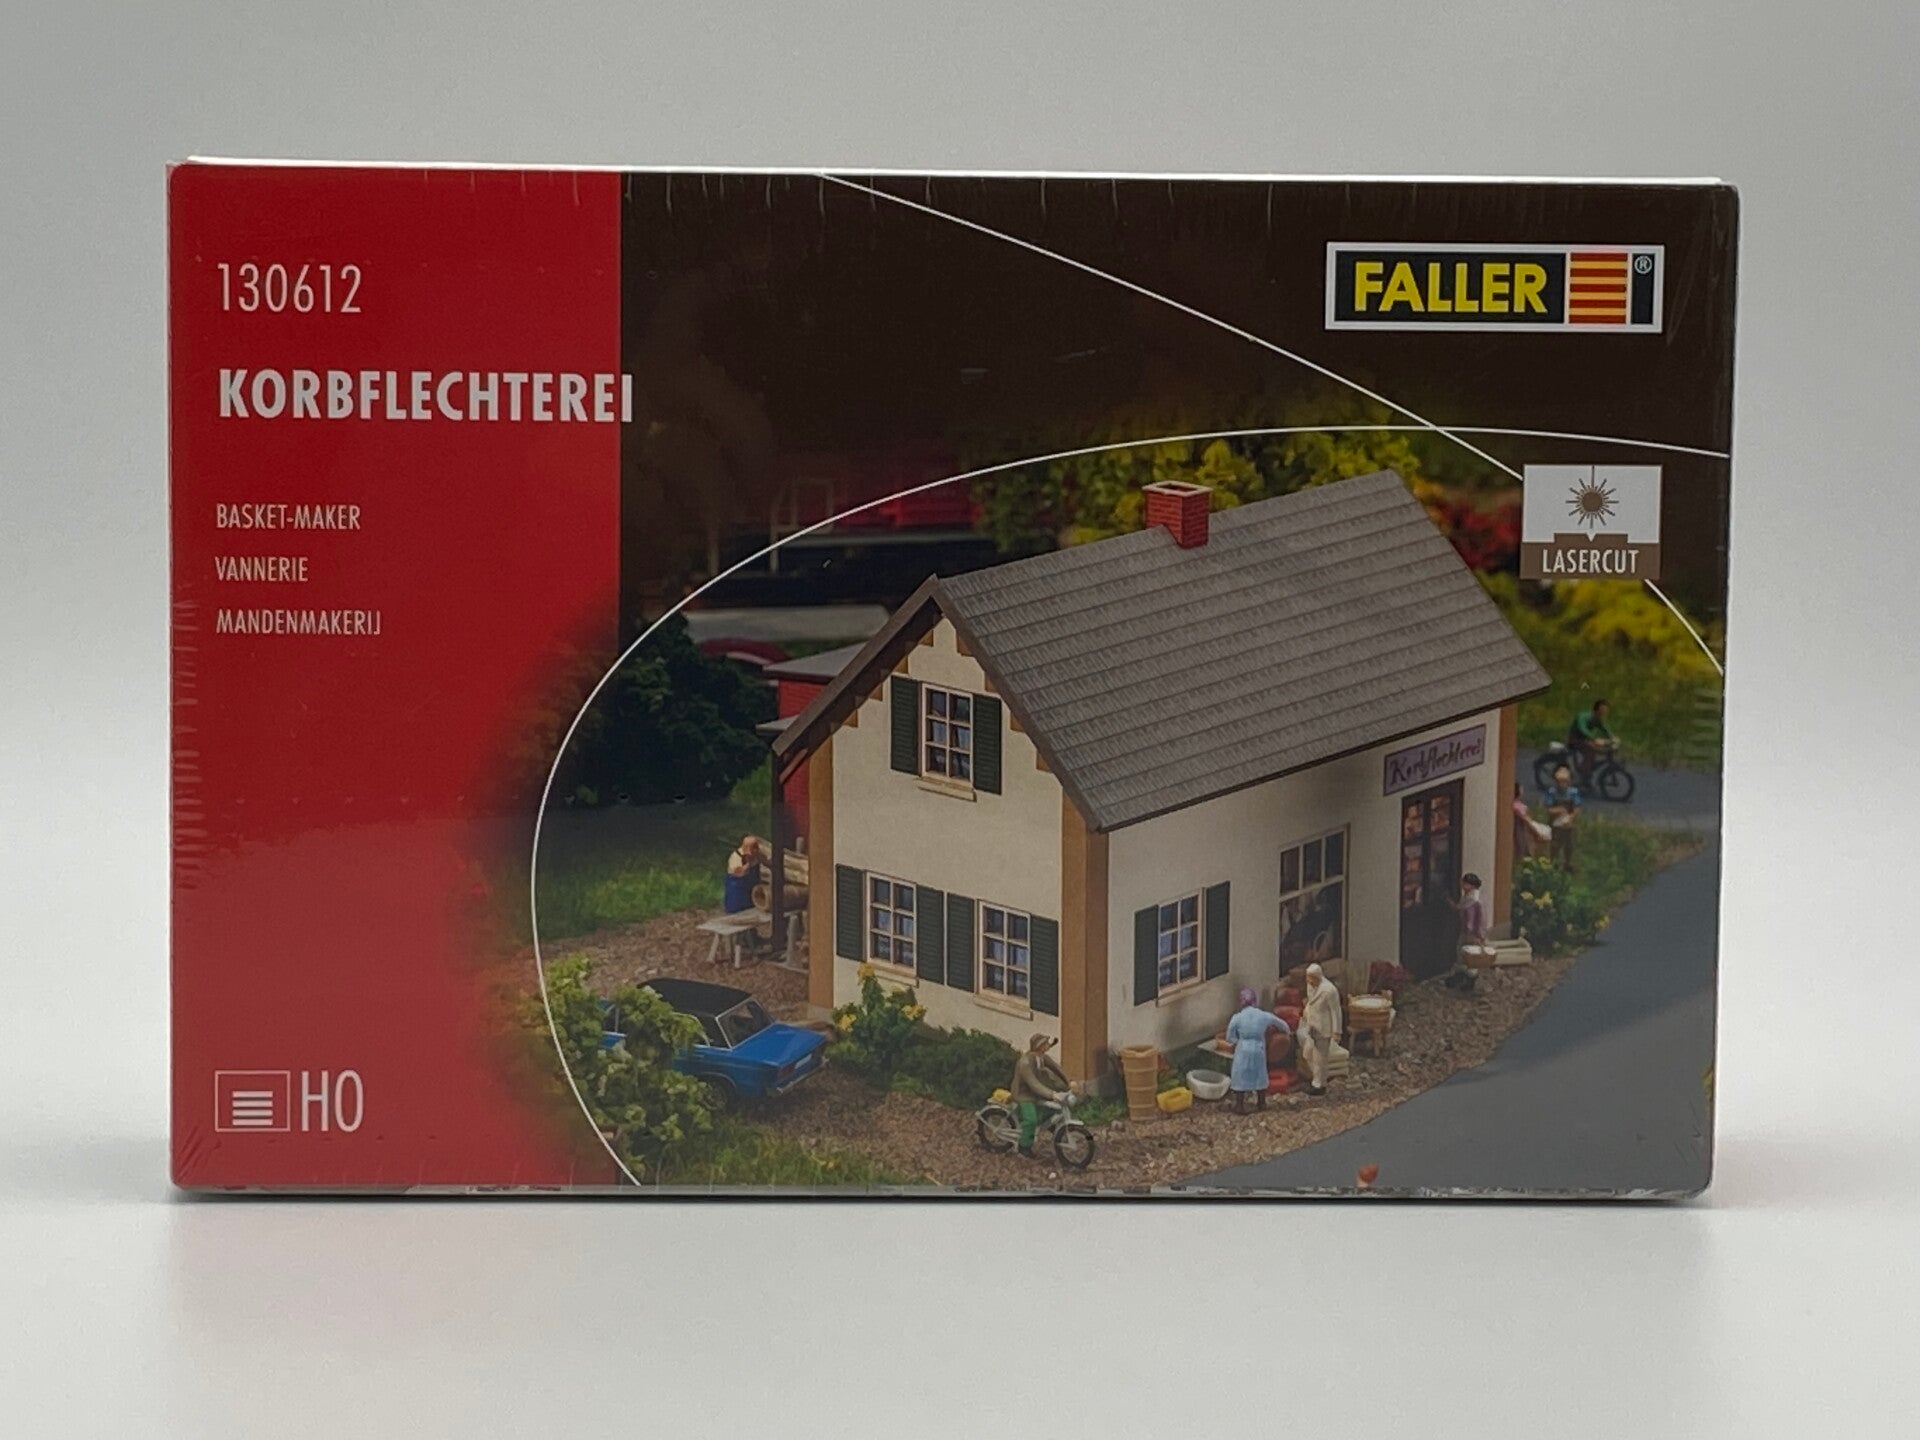 130612
KORBFLECHTEREI
BASKET-MAKER
VANNERIE
MANDENMAKERIJ
H0
FALLER ®
LASERCUT
Korbflechterei